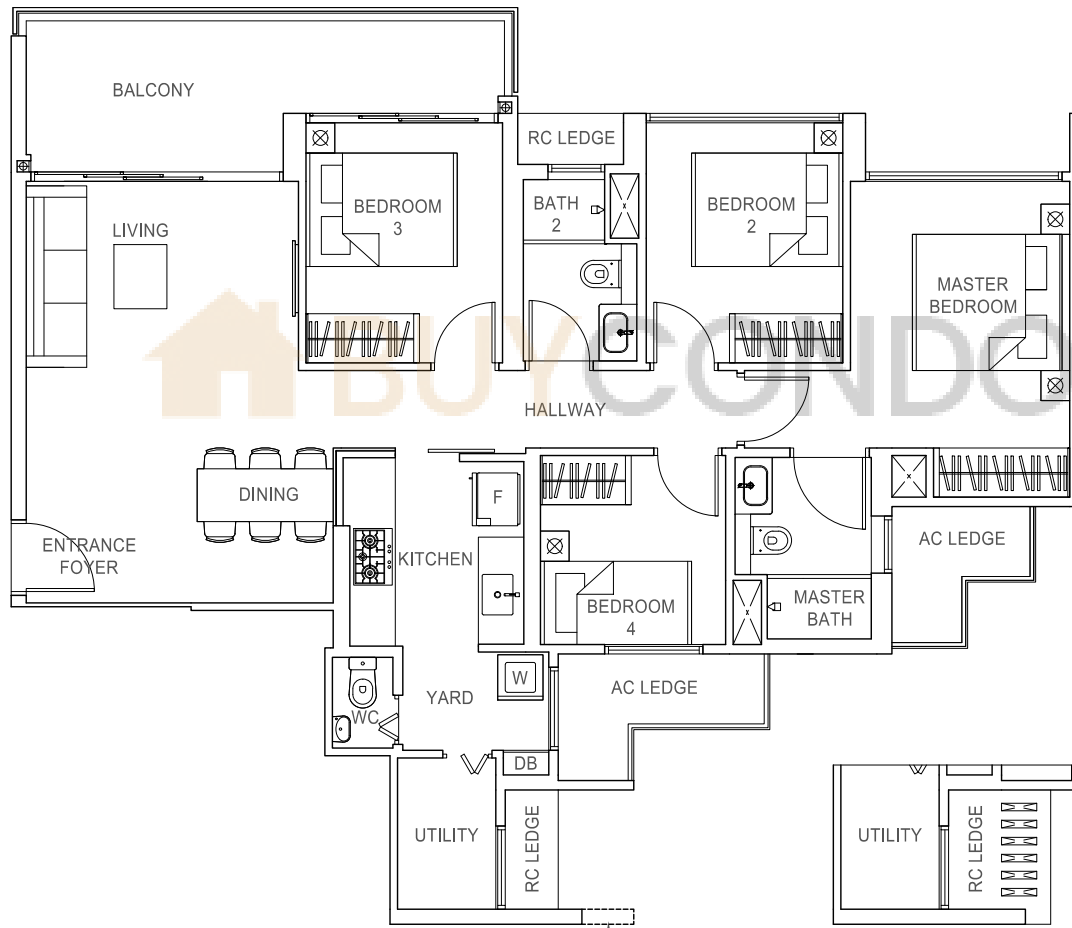 BALCONY
RC LEDGE
BEDROOM
3
BATH
2
BEDROOM
2
LIVING
MASTER
BEDROOM
BUYCONDO
HALLWAY
DINING
F
ENTRANCE
FOYER
KITCHEN
AC LEDGE
BEDROOM
4
MASTER
BATH
W
AC LEDGE
YARD
WC
DB
UTILITY
RC LEDGE
UTILITY
RC LEDGE